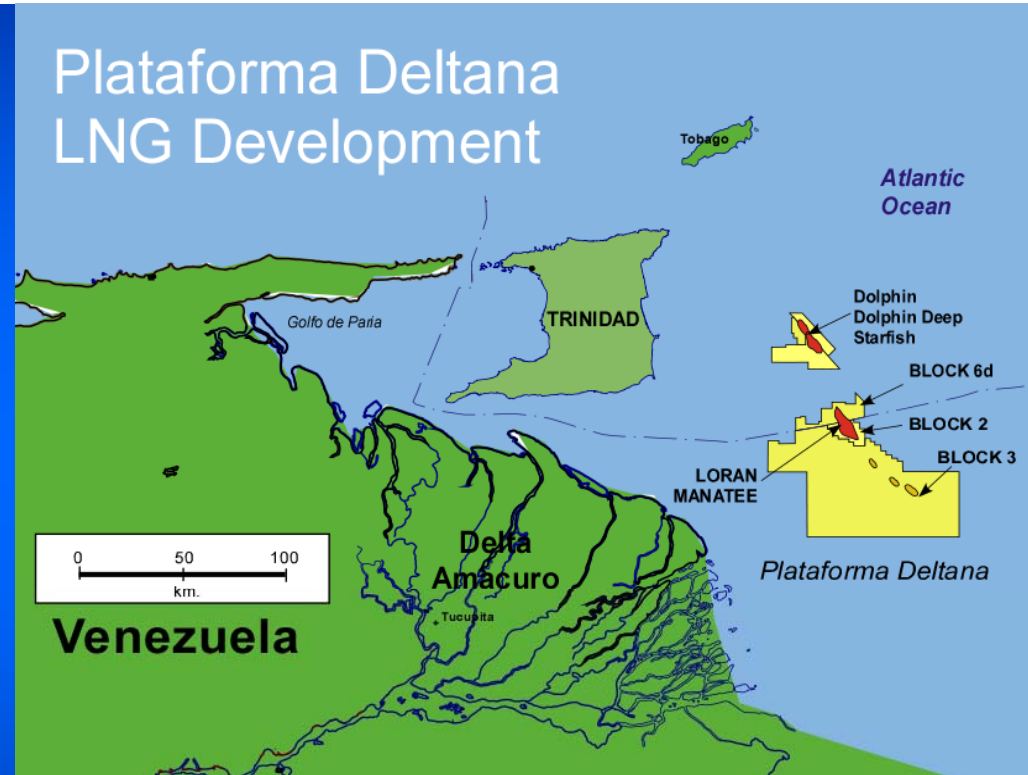 Plataforma Deltana
LNG Development
Tobago
Atlantic
Ocean
Golfo de Paria
TRINIDAD
Dolphin
Dolphin Deep
Starfish
BLOCK 6d
BLOCK 2
BLOCK 3
LORAN
MANATEE
Plataforma Deltana
0 50 100
km.
Delta
Amacuro
Tucupita
Venezuela